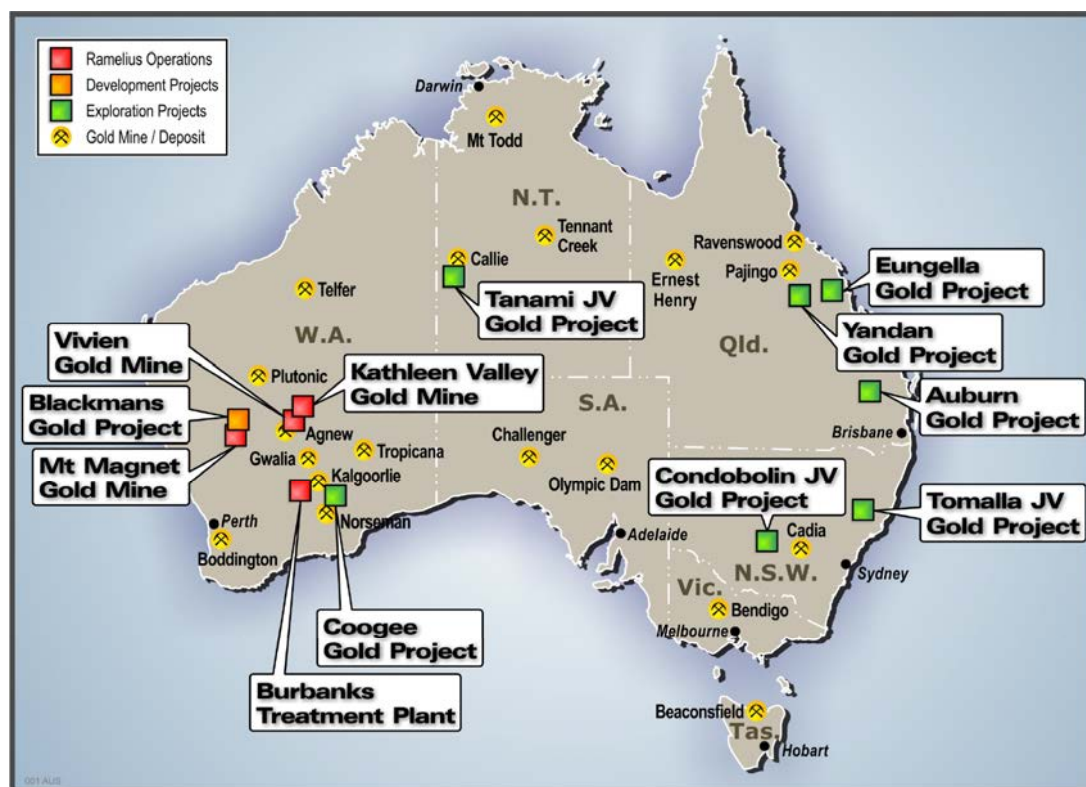 Ramelius Operations
Development Projects
Exploration Projects
Gold Mine / Deposit
Darwin
Mt Todd
N.T.
Tennant
Creek
Callie
Tanami JV
Gold Project
Ravenswood
Ernest
Henry
Pajingo
Eungella
Gold Project
Yandan
Gold Project
Qld.
Auburn
Gold Project
Brisbane
Telfer
W.A.
Vivien
Gold Mine
Plutonic
Kathleen Valley
Gold Mine
Blackmans
Gold Project
Agnew
Mt Magnet
Gold Mine
Gwalia
Tropicana
Kalgoorlie
Norseman
Perth
Boddington
Coogee
Gold Project
Burbanks
Treatment Plant
S.A.
Challenger
Olympic Dam
Adelaide
Condobolin JV
Gold Project
Tomalla JV
Gold Project
Cadia
N.S.W.
Sydney
Vic.
Bendigo
Melbourne
Beaconsfield
Tas.
Hobart
001 AUS